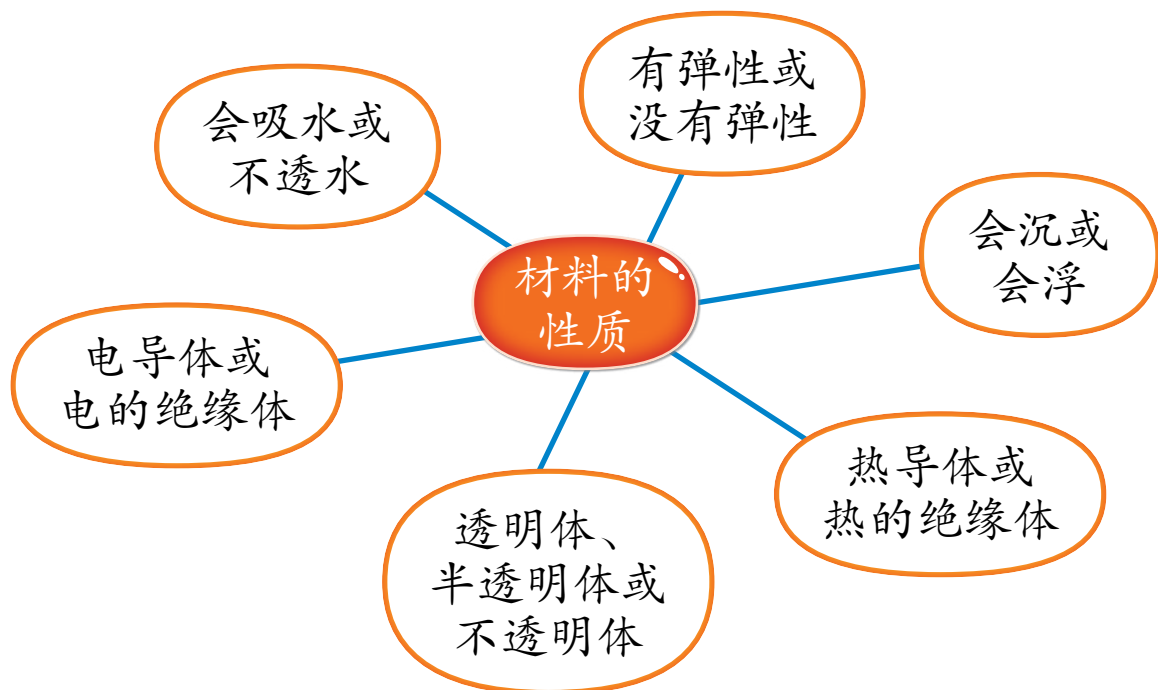 材料的
性质
有弹性或
没有弹性
会沉或
会浮
热导体或
热的绝缘体
透明体、
半透明体或
不透明体
电导体或
电的绝缘体
会吸水或
不透水